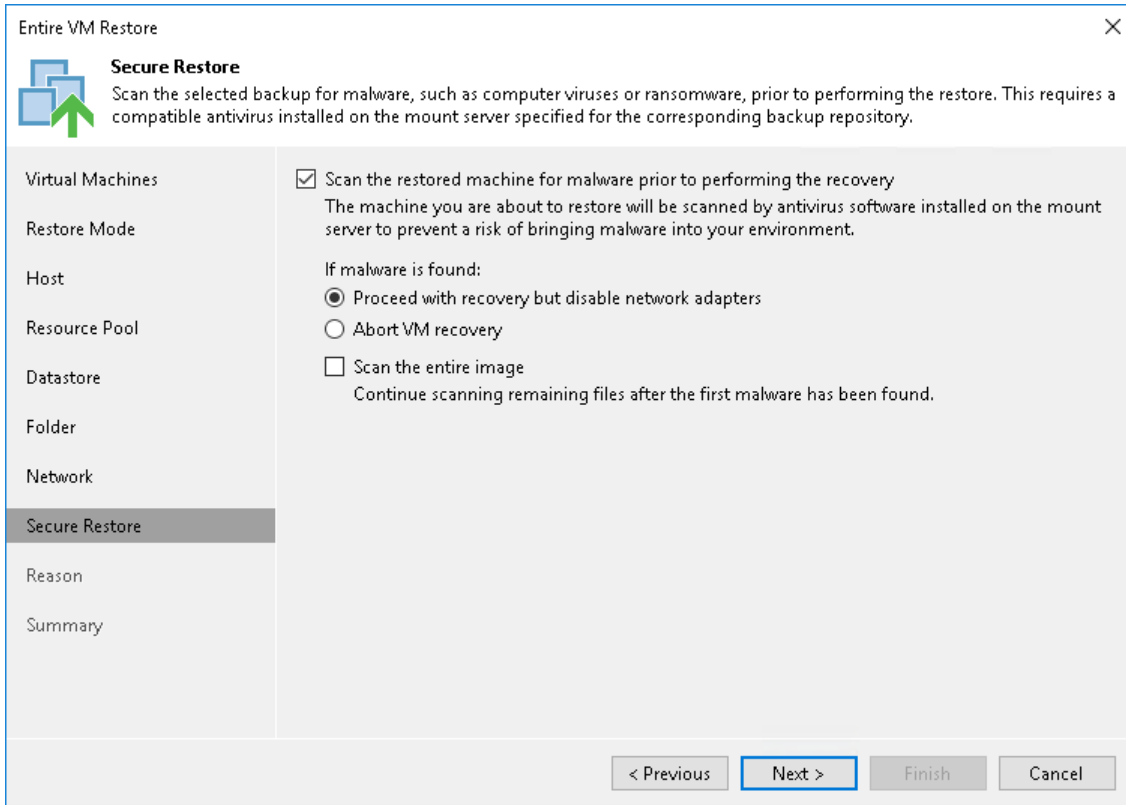 Entire VM Restore
Secure Restore
Scan the selected backup for malware, such as computer viruses or ransomware, prior to performing the restore. This requires a
compatible antivirus installed on the mount server specified for the corresponding backup repository.
Virtual Machines
Restore Mode
Host
Resource Pool
Datastore
Folder
Network
Secure Restore
Reason
Summary
Scan the restored machine for malware prior to performing the recovery
The machine you are about to restore will be scanned by antivirus software installed on the mount
server to prevent a risk of bringing malware into your environment.
If malware is found:
Proceed with recovery but disable network adapters
Abort VM recovery
Scan the entire image
Continue scanning remaining files after the first malware has been found.
< Previous
Next >
Finish
Cancel